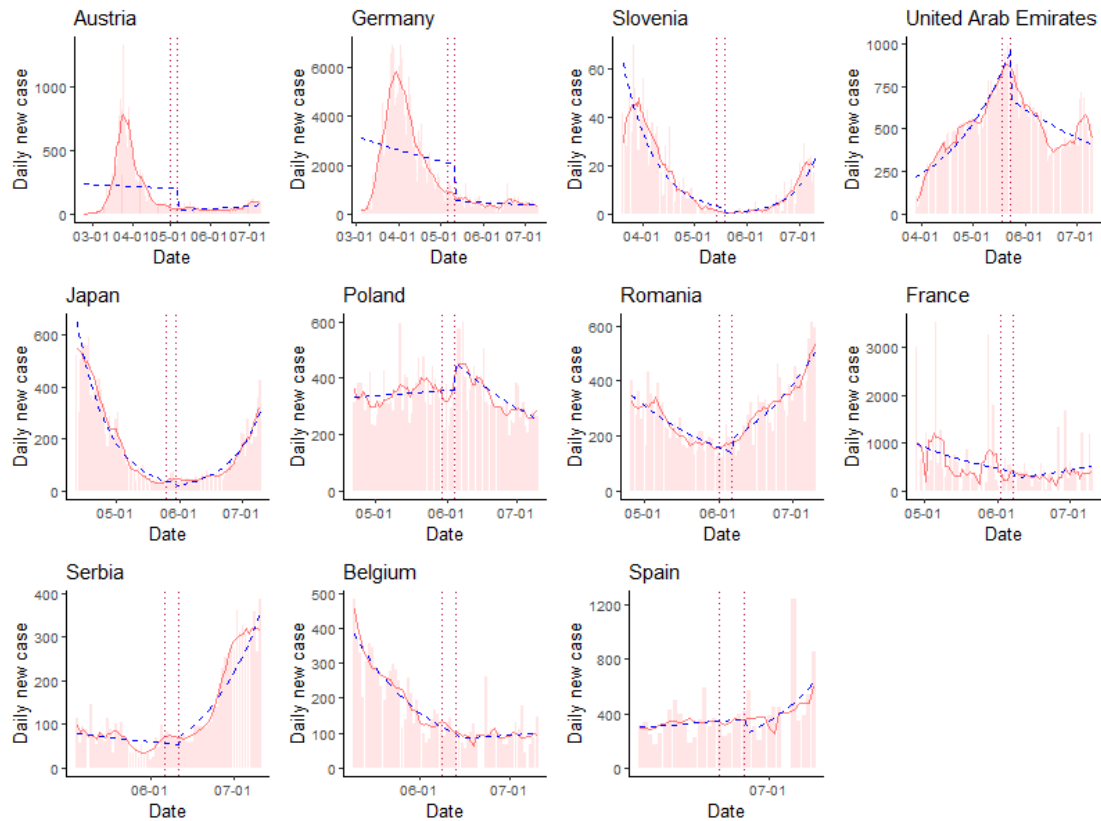 Austria
Germany
Slovenia
United Arab Emirates
Daily new case
1000
500
0
03-01 04-01 05-01 06-01 07-01
Date
Daily new case
6000
4000
2000
0
03-01 04-01 05-01 06-01 07-01
Date
Daily new case
60
40
20
0
04-01 05-01 06-01 07-01
Date
Daily new case
1000
750
500
250
0
04-01 05-01 06-01 07-01
Date
Japan
Poland
Romania
France
Daily new case
600
400
200
0
05-01 06-01 07-01
Date
Daily new case
600
400
200
0
05-01 06-01 07-01
Date
Daily new case
600
400
200
0
05-01 06-01 07-01
Date
Daily new case
3000
2000
1000
0
05-01 06-01 07-01
Date
Serbia
Belgium
Spain
Daily new case
400
300
200
100
0
06-01 07-01
Date
Daily new case
500
400
300
200
100
0
06-01 07-01
Date
Daily new case
1200
800
400
0
07-01
Date